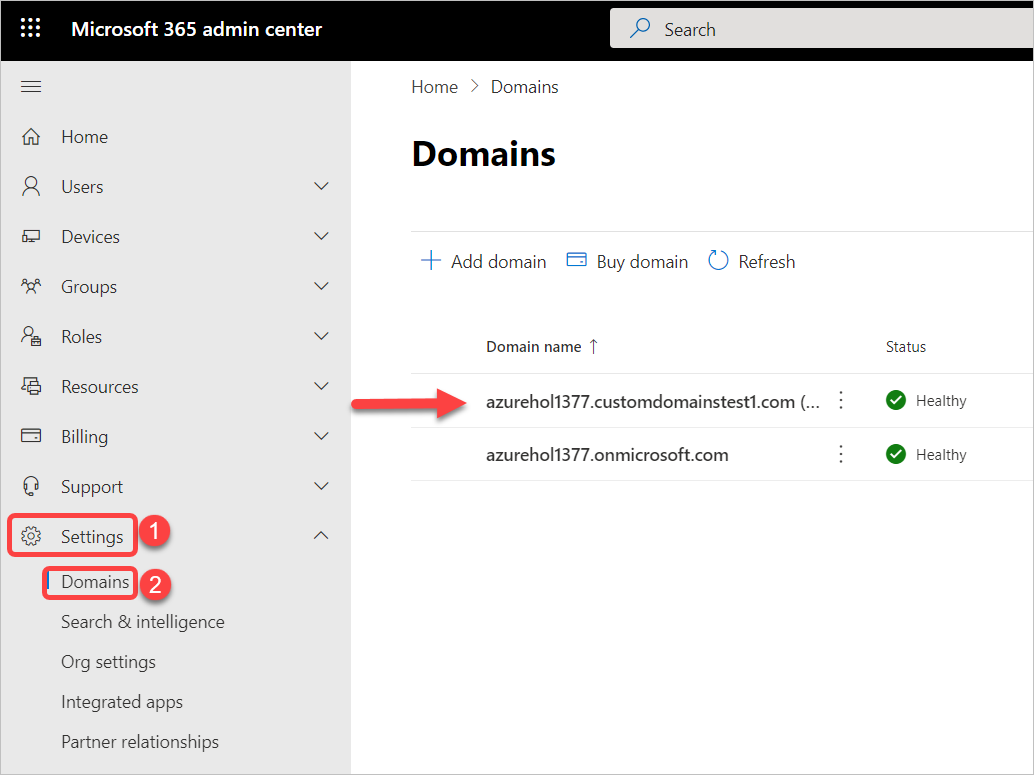 Microsoft 365 admin center
Search
Home > Domains
Home
Users
Devices
Groups
Roles
Resources
Billing
Support
Settings 1
Domains 2
Search & intelligence
Org settings
Integrated apps
Partner relationships
Domains
Add domain Buy domain Refresh
Domain name ↑ Status
azurehol1377.customdomainstest1.com (... Healthy
azurehol1377.onmicrosoft.com Healthy